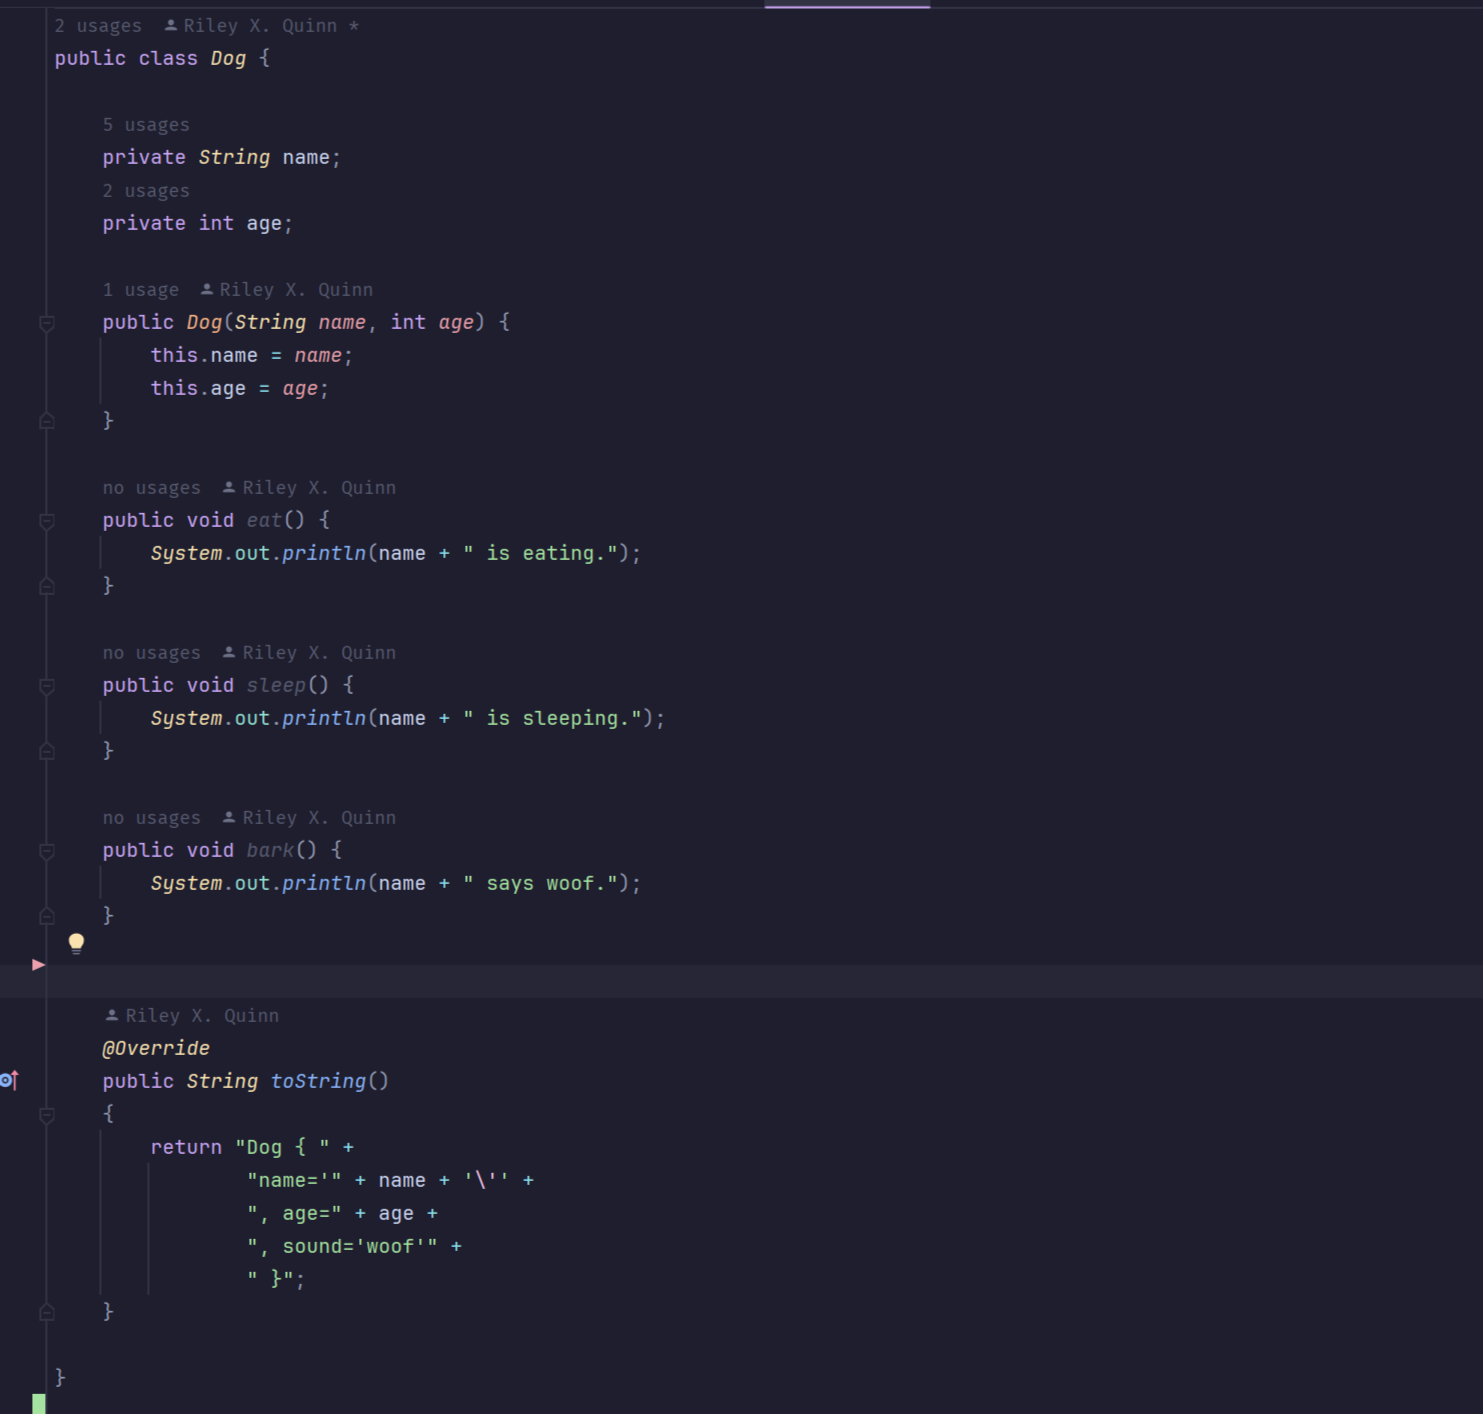 2 usages Riley X. Quinn *
public class Dog {
5 usages
private String name;
2 usages
private int age;
1 usage Riley X. Quinn
public Dog(String name, int age) {
this.name = name;
this.age = age;
}
no usages Riley X. Quinn
public void eat() {
System.out.println(name + " is eating.");
}
no usages Riley X. Quinn
public void sleep() {
System.out.println(name + " is sleeping.");
}
no usages Riley X. Quinn
public void bark() {
System.out.println(name + " says woof.");
}
Riley X. Quinn
@Override
public String toString()
{
return "Dog { " +
"name='" + name + '\'' +
", age=" + age +
", sound='woof'" +
" }";
}
}